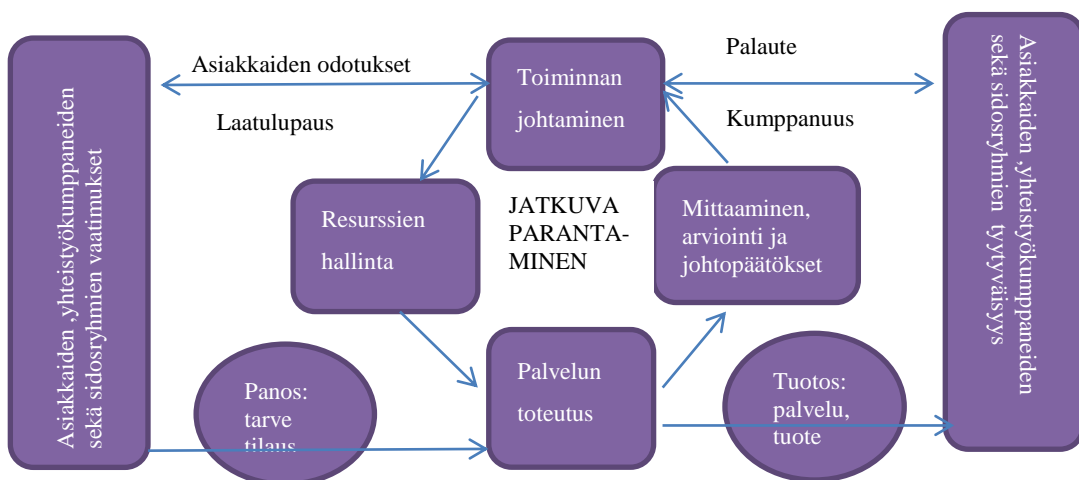 Asiakkaiden ,yhteistyökumppaneiden
sekä sidosryhmien vaatimukset
Asiakkaiden odotukset
Laatulupaus
Toiminnan
johtaminen
Palaute
Kumppanuus
Resurssien
hallinta
JATKUVA
PARANTA-
MINEN
Mittaaminen,
arviointi ja
johtopäätökset
Panos:
tarve
tilaus
Palvelun
toteutus
Tuotos:
palvelu,
tuote
Asiakkaiden ,yhteistyökumppaneiden
sekä sidosryhmien tyytyväisyys